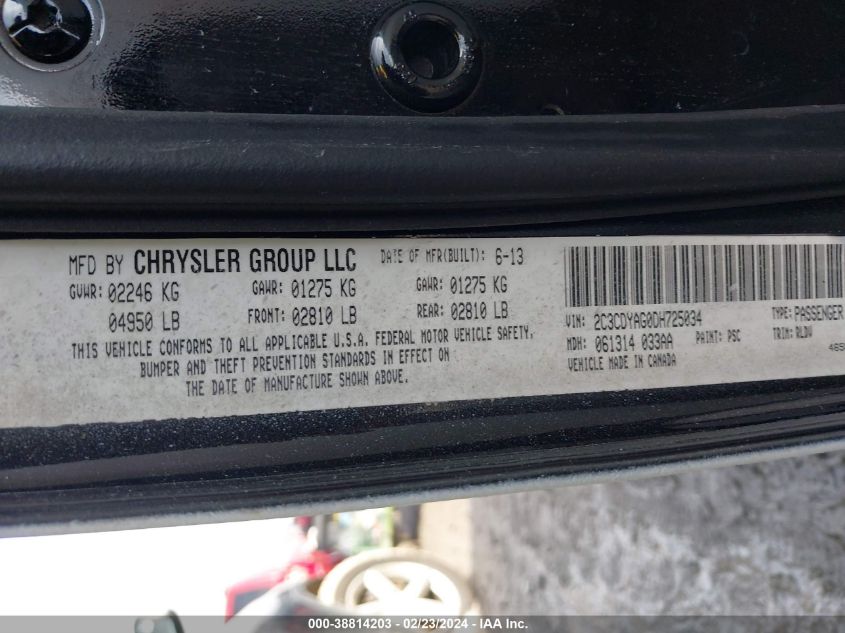 MFD BY CHRYSLER GROUP LLC DATE OF MFR(BUILT): 6-13
GVWR: 02246 KG GAWR: 01275 KG GAWR: 01275 KG
04950 LB FRONT: 02810 LB REAR: 02810 LB
THIS VEHICLE CONFORMS TO ALL APPLICABLE U.S.A. FEDERAL MOTOR VEHICLE SAFETY,
BUMPER AND THEFT PREVENTION STANDARDS IN EFFECT ON
THE DATE OF MANUFACTURE SHOWN ABOVE.
VIN: 2C3CDYAG0DH725034 TYPE: PASSENGER
MDH: 061314 033AA PAINT: PSC TRIM: RLDV
VEHICLE MADE IN CANADA
000-38814203 - 02/23/2024 - IAA Inc.